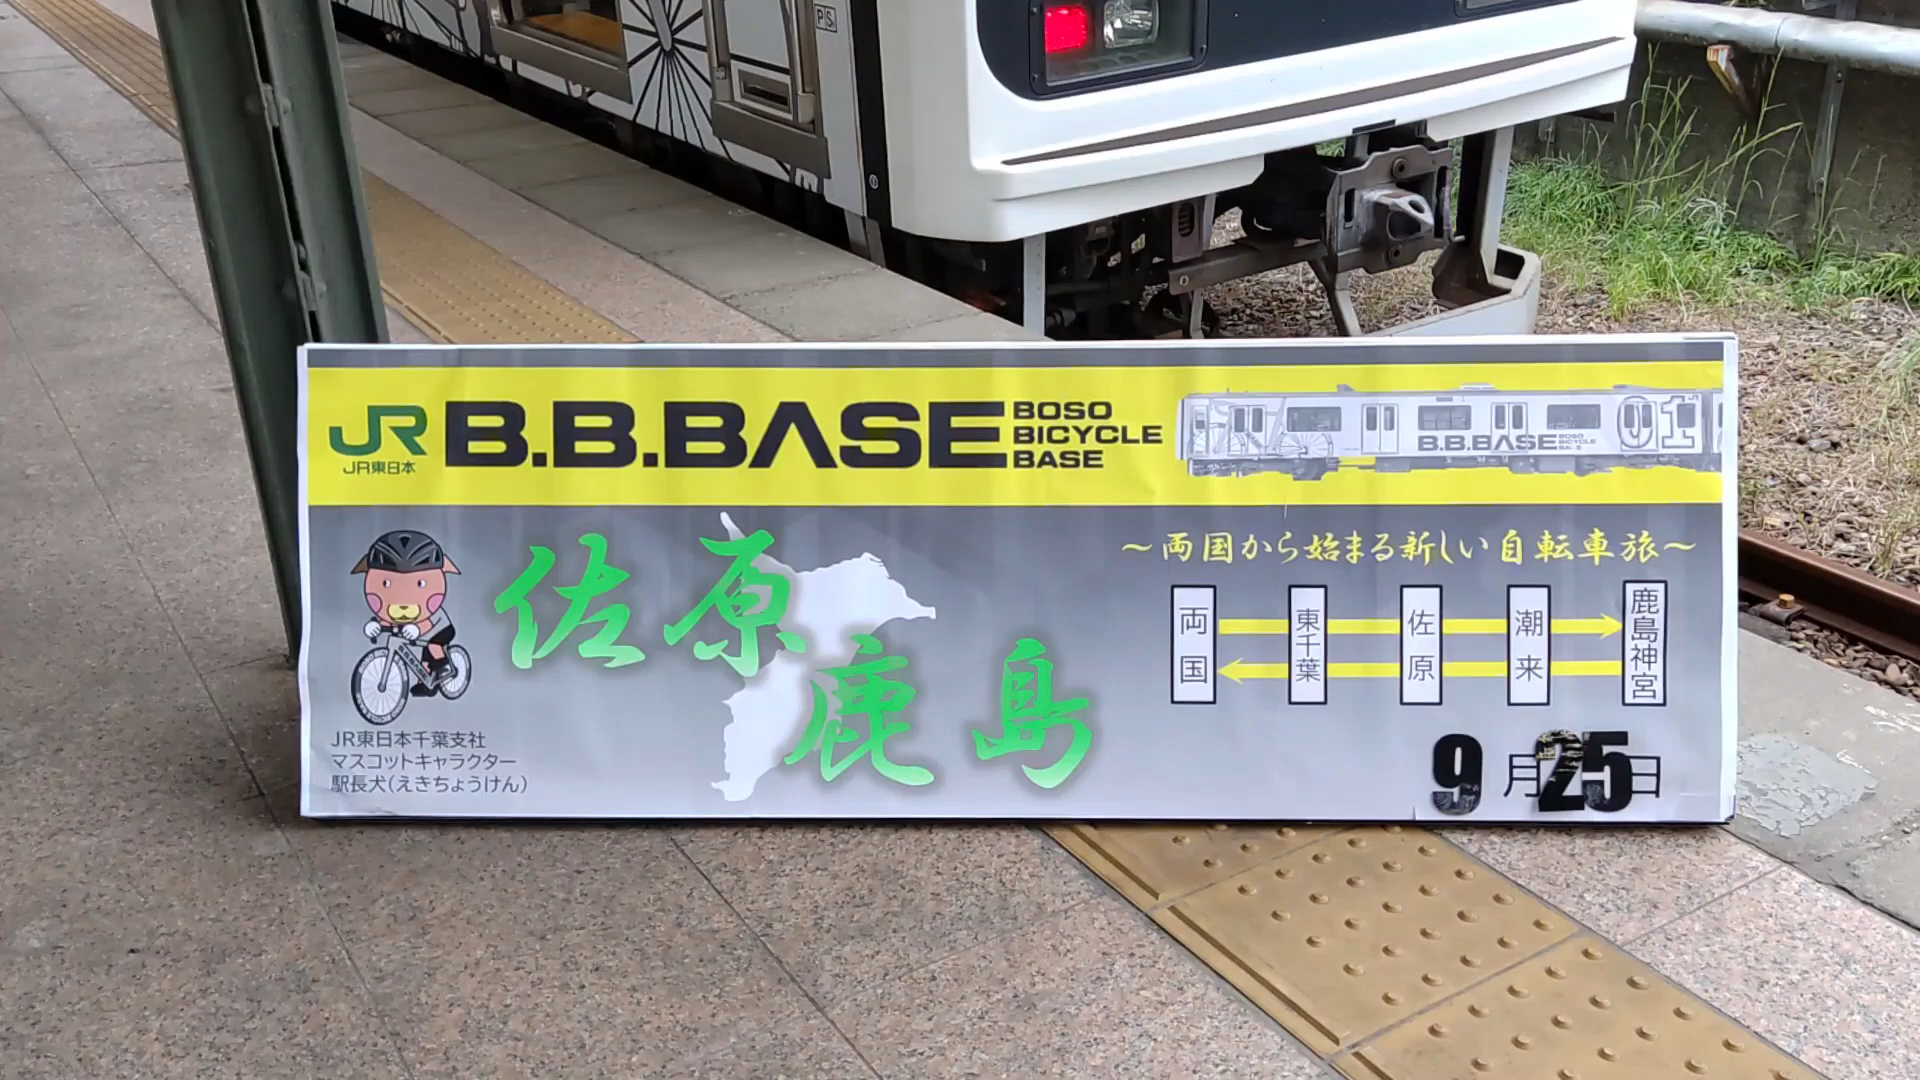 PS
JR B.B.BASE BOSO BICYCLE BASE
JR東日本
B.B.BASE BOSO BICYCLE BASE 01
佐原
鹿島
~両国から始まる新しい自転車旅~
両国 東千葉 佐原 潮来 鹿島神宮
JR東日本千葉支社
マスコットキャラクター
駅長犬(えきちょうけん)
9月25日